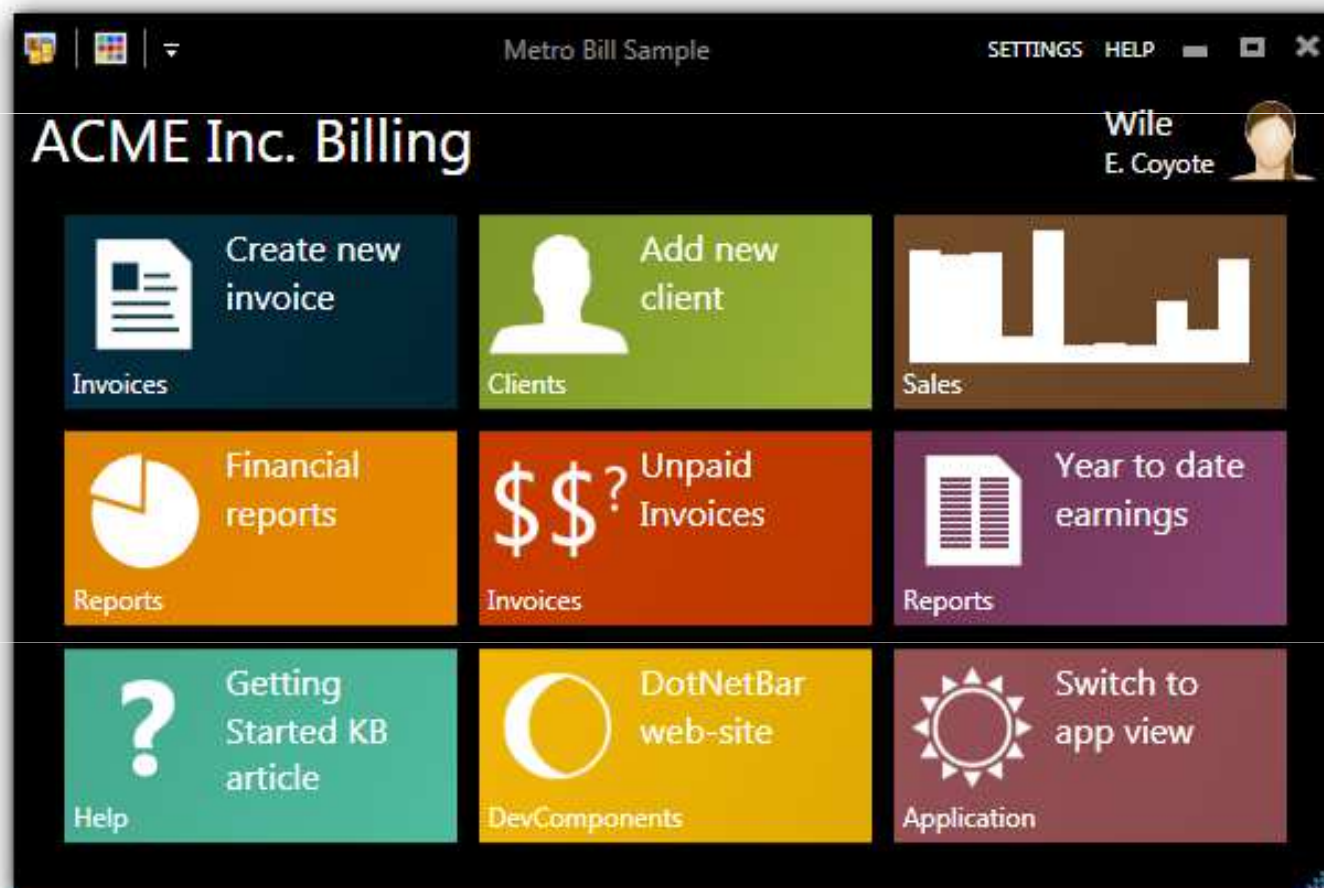 Metro Bill Sample
SETTINGS HELP
ACME Inc. Billing
Wile
E. Coyote
Create new
invoice
Invoices
Add new
client
Clients
Sales
Financial
reports
Reports
$$? Unpaid
Invoices
Invoices
Year to date
earnings
Reports
? Getting
Started KB
article
Help
DotNetBar
web-site
DevComponents
Switch to
app view
Application